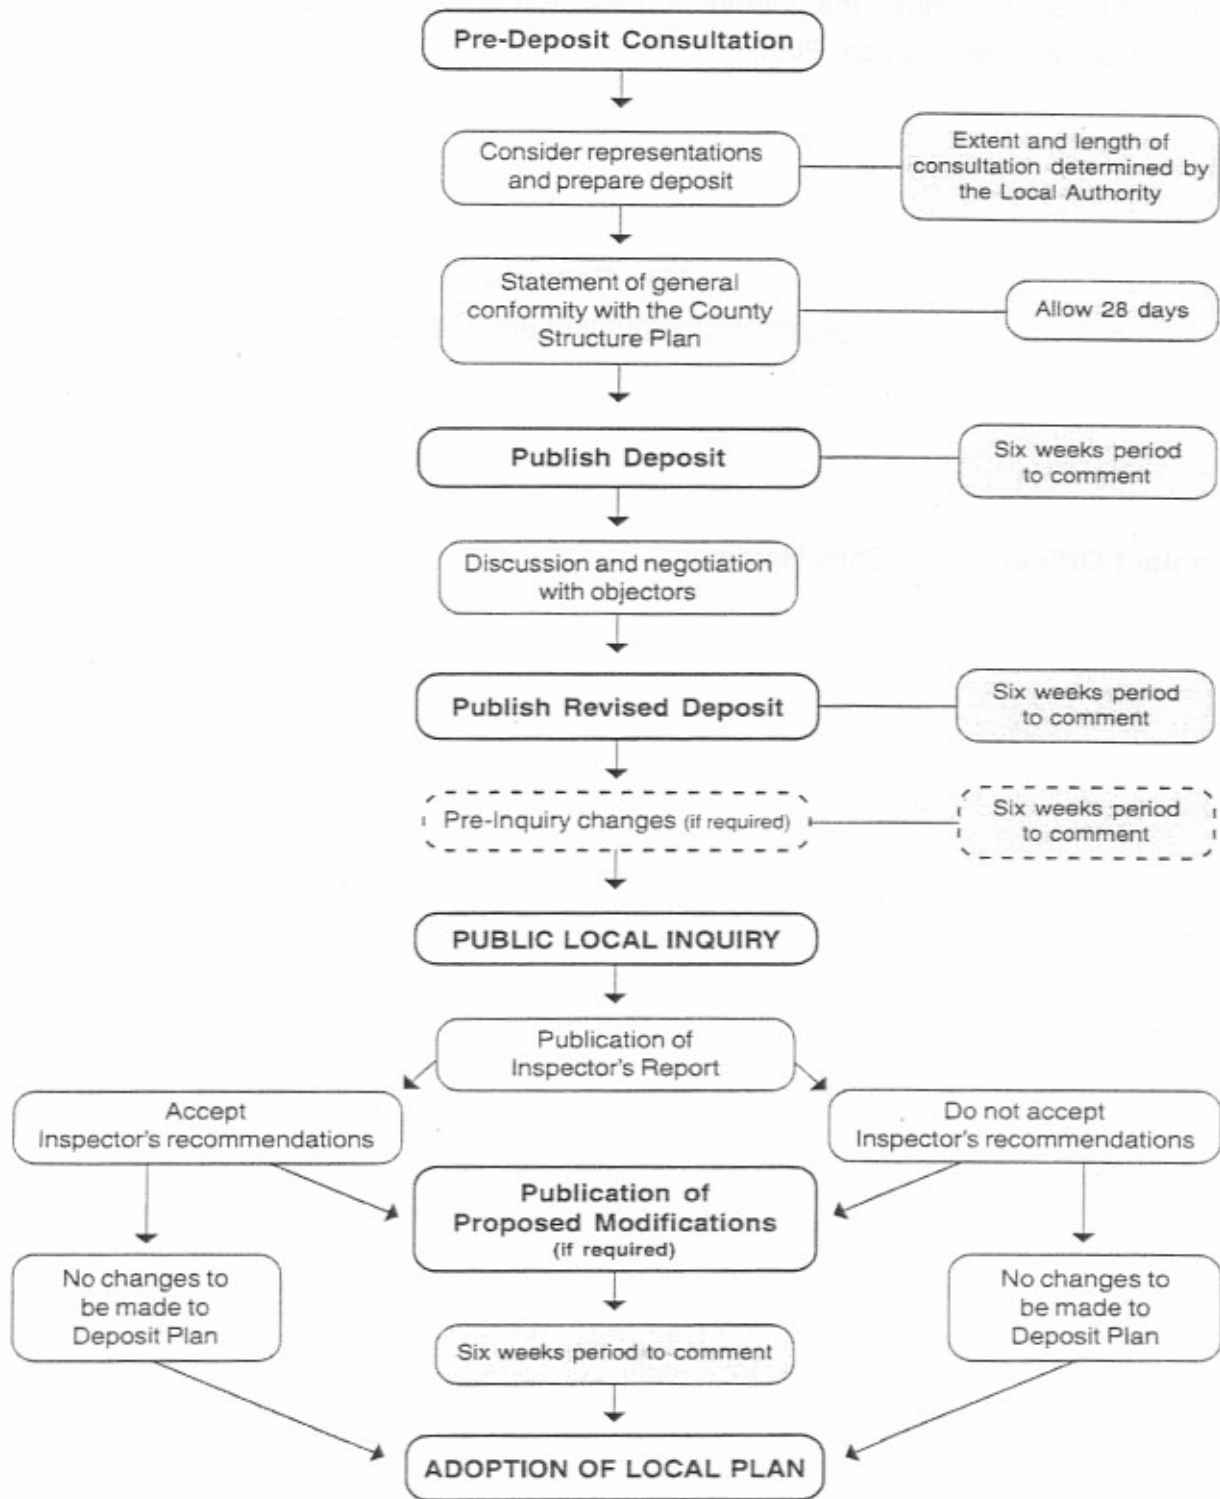 Pre-Deposit Consultation
Consider representations
and prepare deposit
Extent and length of
consultation determined by
the Local Authority
Statement of general
conformity with the County
Structure Plan
Allow 28 days
Publish Deposit
Six weeks period
to comment
Discussion and negotiation
with objectors
Publish Revised Deposit
Six weeks period
to comment
Pre-Inquiry changes (if required)
Six weeks period
to comment
PUBLIC LOCAL INQUIRY
Publication of
Inspector's Report
Accept
Inspector's recommendations
Do not accept
Inspector's recommendations
Publication of
Proposed Modifications
(if required)
No changes to
be made to
Deposit Plan
No changes to
be made to
Deposit Plan
Six weeks period to comment
ADOPTION OF LOCAL PLAN